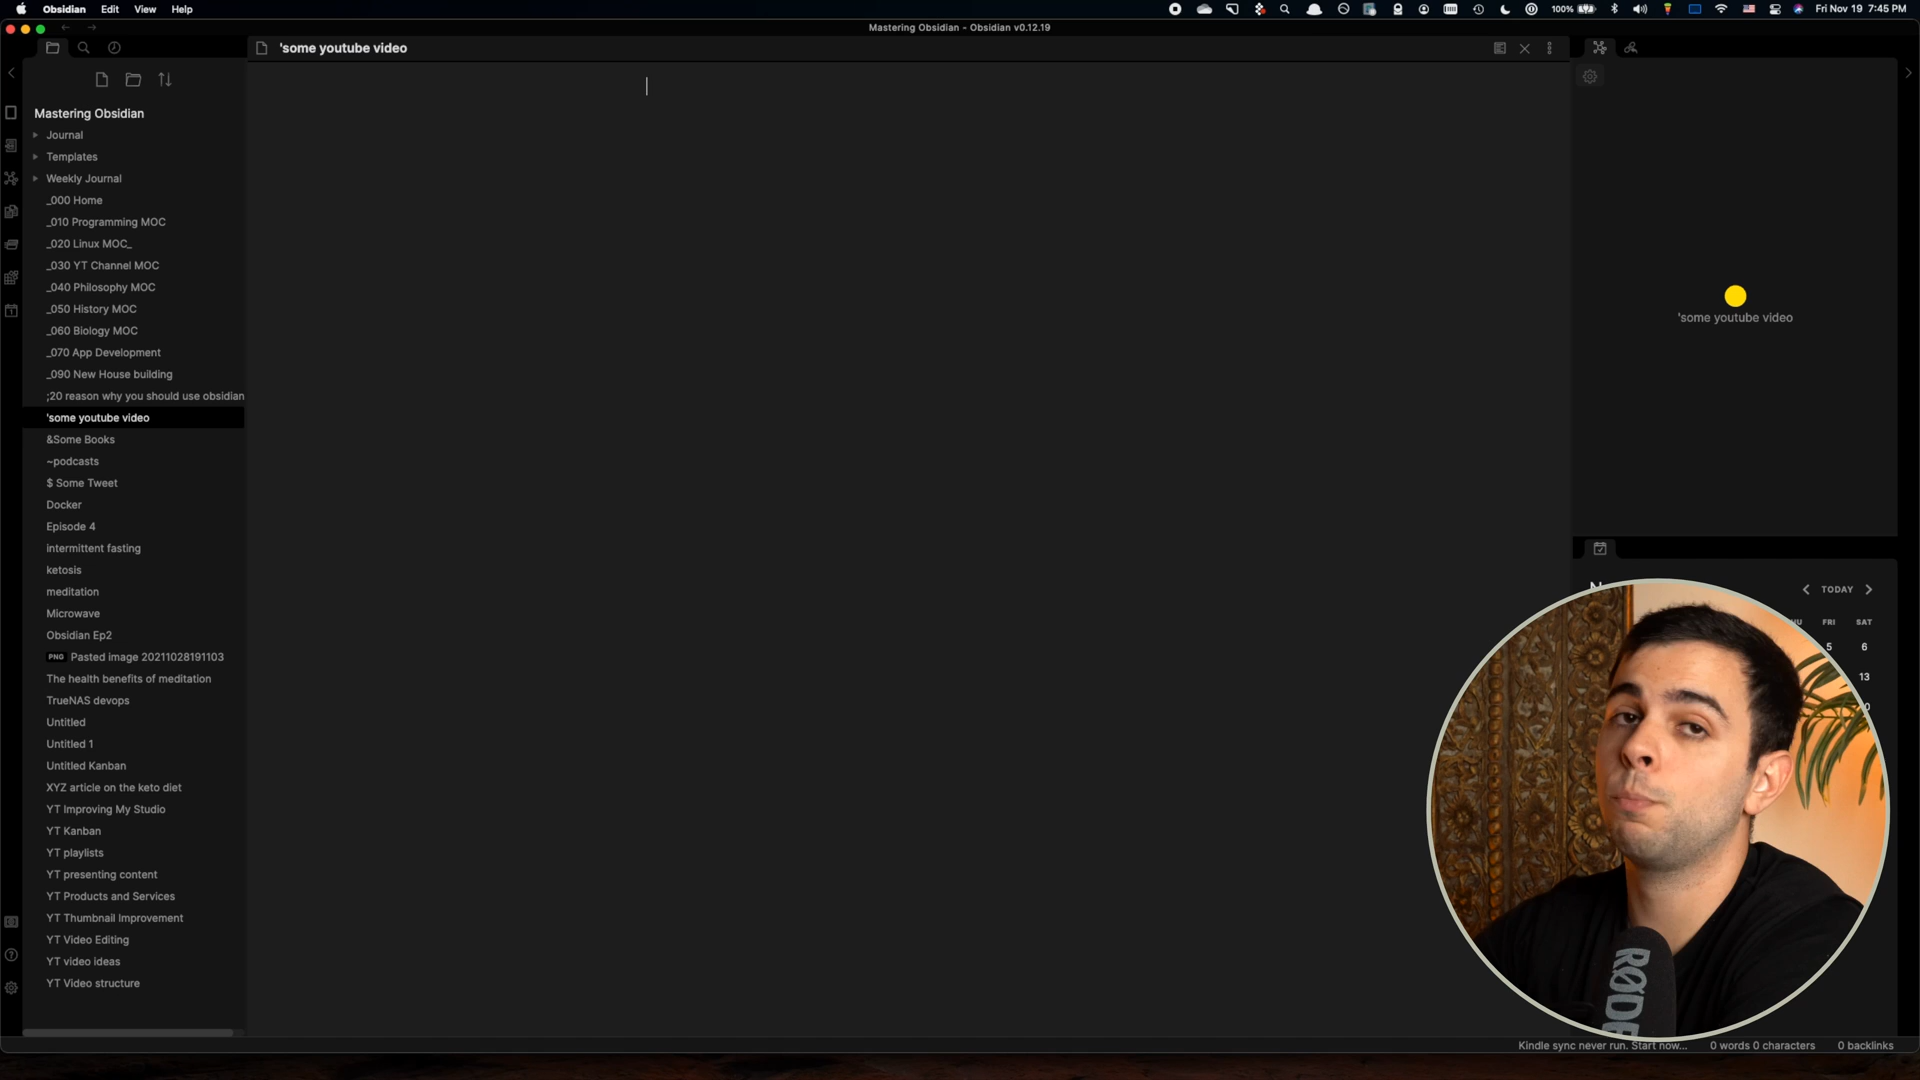 Obsidian Edit View Help
100%
Fri Nov 19 7:45 PM
Mastering Obsidian - Obsidian v0.12.19
'some youtube video
Mastering Obsidian
Journal
Templates
Weekly Journal
_000 Home
_010 Programming MOC
_020 Linux MOC_
_030 YT Channel MOC
_040 Philosophy MOC
_050 History MOC
_060 Biology MOC
_070 App Development
_090 New House building
;20 reason why you should use obsidian
'some youtube video
&Some Books
~podcasts
$ Some Tweet
Docker
Episode 4
intermittent fasting
ketosis
meditation
Microwave
Obsidian Ep2
PNG Pasted image 20211028191103
The health benefits of meditation
TrueNAS devops
Untitled
Untitled 1
Untitled Kanban
XYZ article on the keto diet
YT Improving My Studio
YT Kanban
YT playlists
YT presenting content
YT Products and Services
YT Thumbnail Improvement
YT Video Editing
YT video ideas
YT Video structure
'some youtube video
TODAY
FRI SAT
5 6
13
RØDE
Kindle sync never run. Start now... 0 words 0 characters 0 backlinks